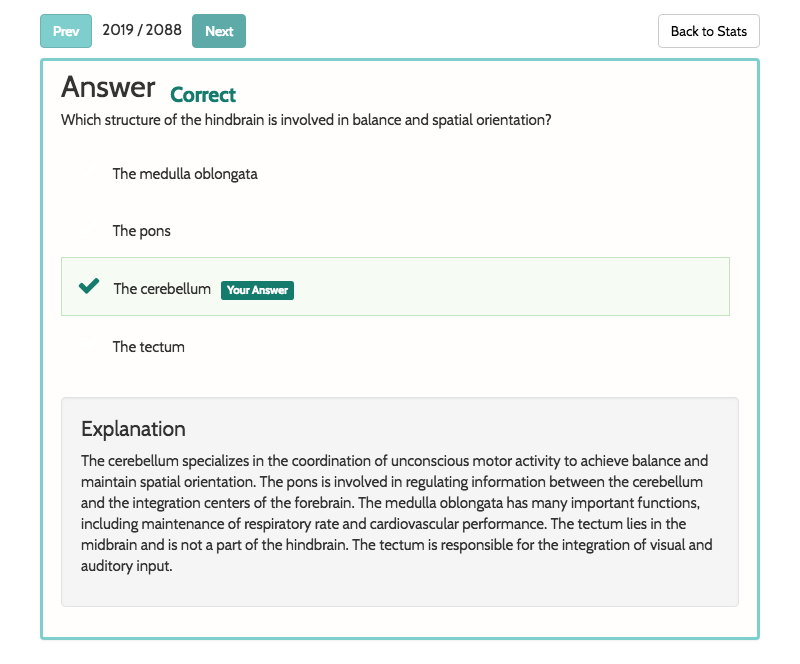 Prev 2019 / 2088 Next Back to Stats
Answer Correct
Which structure of the hindbrain is involved in balance and spatial orientation?
The medulla oblongata
The pons
The cerebellum Your Answer
The tectum
Explanation
The cerebellum specializes in the coordination of unconscious motor activity to achieve balance and
maintain spatial orientation. The pons is involved in regulating information between the cerebellum
and the integration centers of the forebrain. The medulla oblongata has many important functions,
including maintenance of respiratory rate and cardiovascular performance. The tectum lies in the
midbrain and is not a part of the hindbrain. The tectum is responsible for the integration of visual and
auditory input.